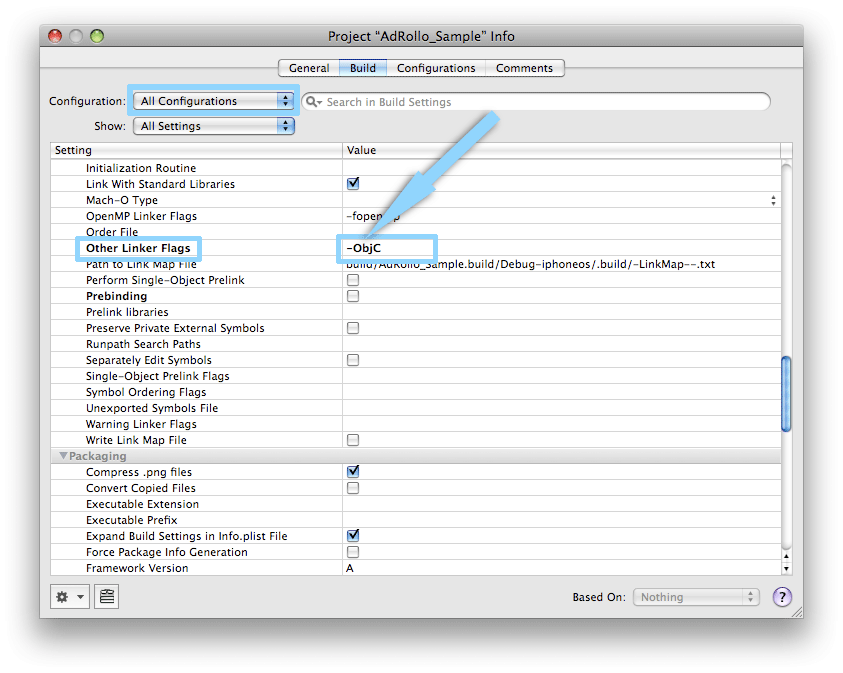 Project “AdRollo_Sample” Info
General Build Configurations Comments
Configuration: All Configurations Search in Build Settings
Show: All Settings
Setting Value
Initialization Routine
Link With Standard Libraries
Mach-O Type
OpenMP Linker Flags
Order File
Other Linker Flags -ObjC
Path to Link Map File build/AdRollo_Sample.build/Debug-iphoneos/.build/-LinkMap--.txt
Perform Single-Object Prelink
Prebinding
Prelink libraries
Preserve Private External Symbols
Runpath Search Paths
Separately Edit Symbols
Single-Object Prelink Flags
Symbol Ordering Flags
Unexported Symbols File
Warning Linker Flags
Write Link Map File
Packaging
Compress .png files
Convert Copied Files
Executable Extension
Executable Prefix
Expand Build Settings in Info.plist File
Force Package Info Generation
Framework Version A
Based On: Nothing ?